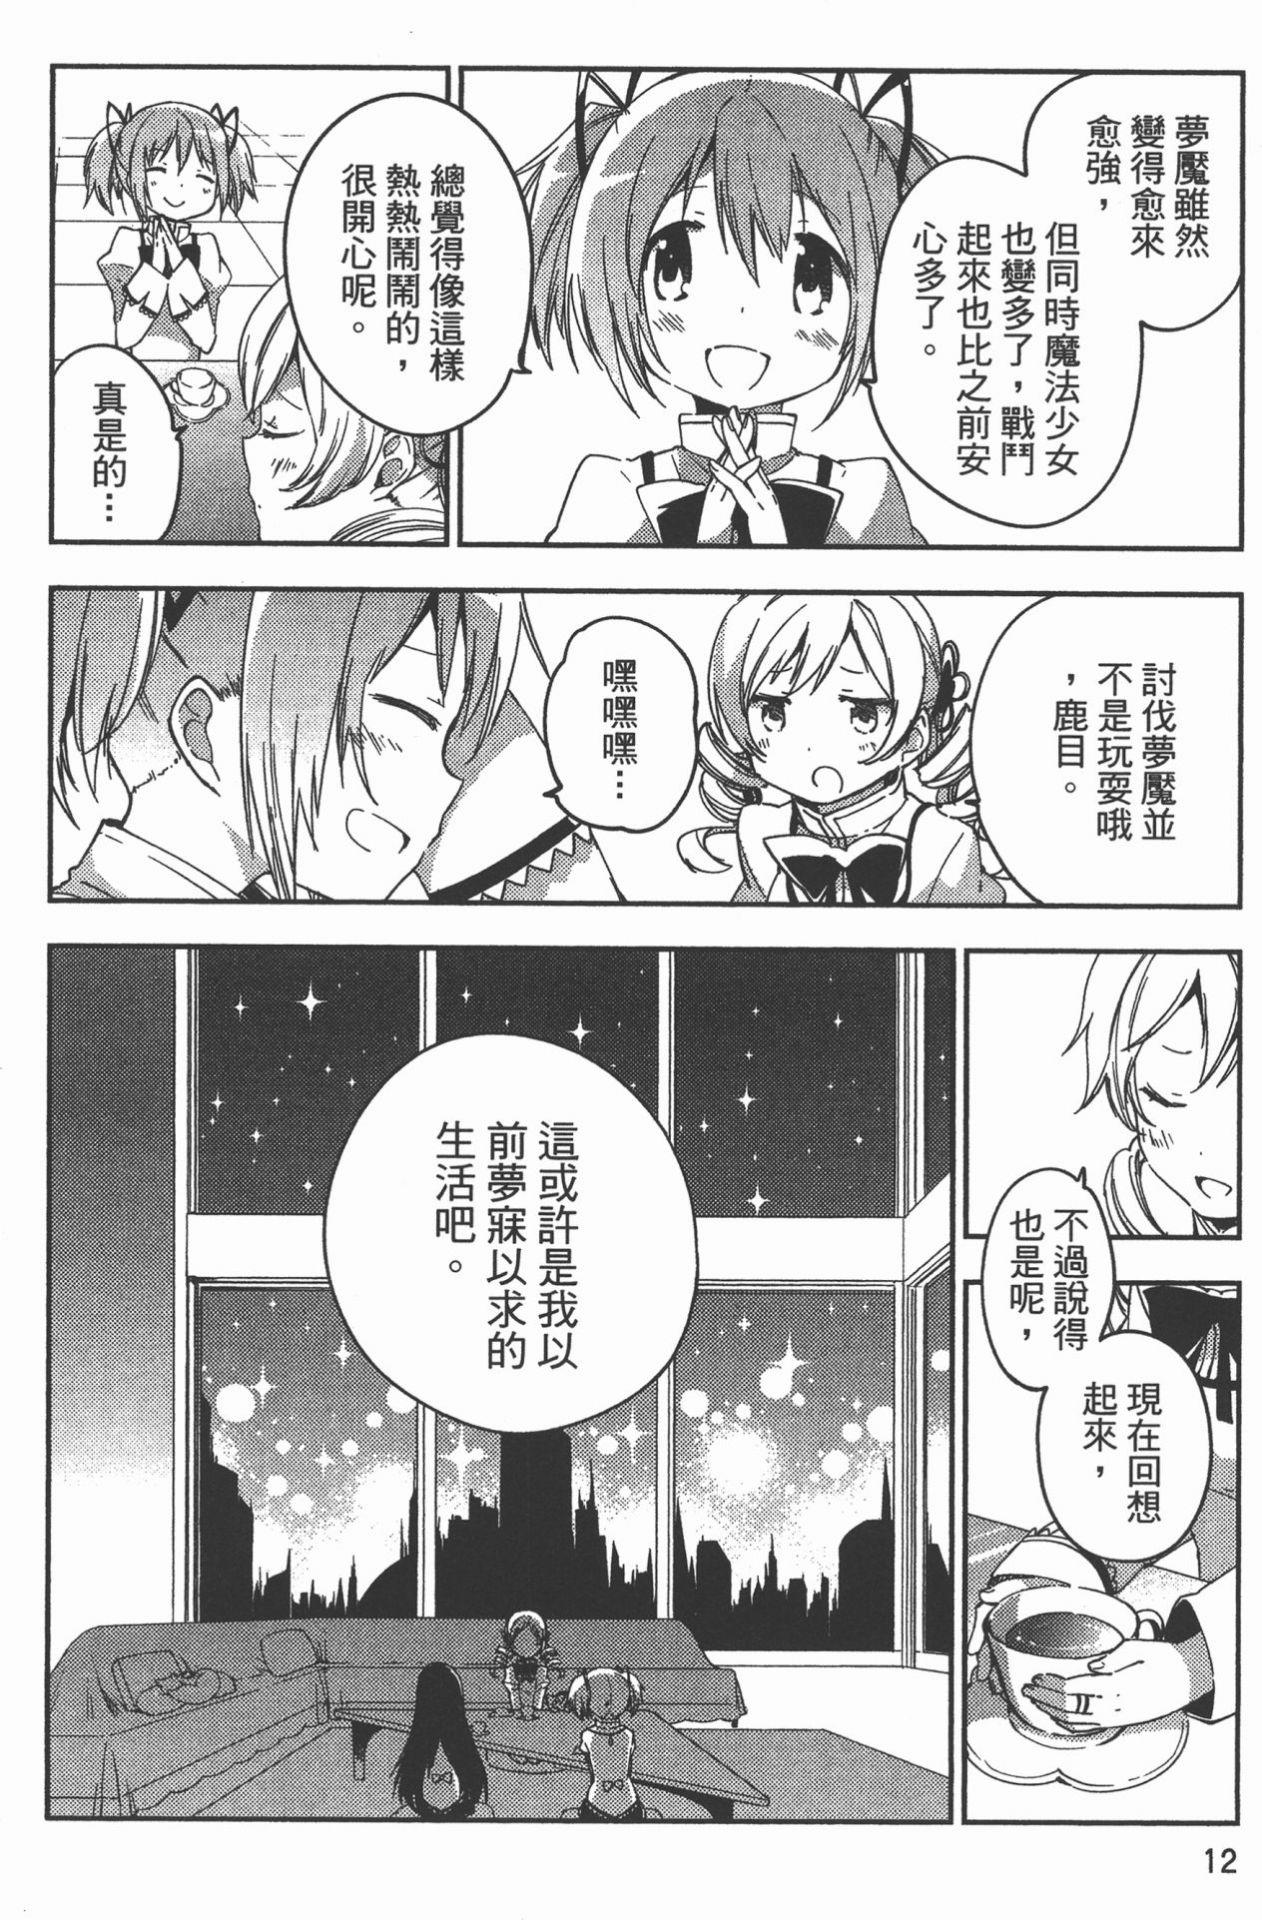 夢魘雖然
變得愈來
愈強，
但同時魔法少女
也變多了，戰鬥
起來也比之前安
心多了。
總覺得像這樣
熱熱鬧鬧的，
很開心呢。
真是的…
討伐夢魘並
不是玩耍哦
，鹿目。
嘿嘿嘿…
不過說得
也是呢，
現在回想
起來，
這或許是我以
前夢寐以求的
生活吧。
12